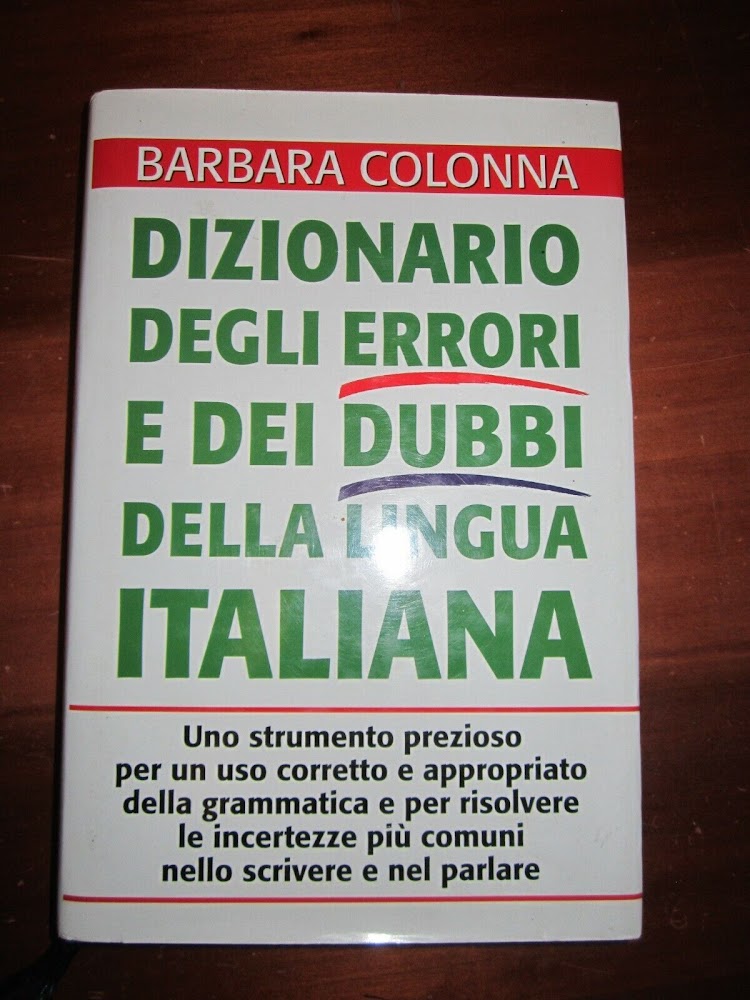 BARBARA COLONNA
DIZIONARIO
DEGLI ERRORI
E DEI DUBBI
DELLA LINGUA
ITALIANA
Uno strumento prezioso
per un uso corretto e appropriato
della grammatica e per risolvere
le incertezze più comuni
nello scrivere e nel parlare